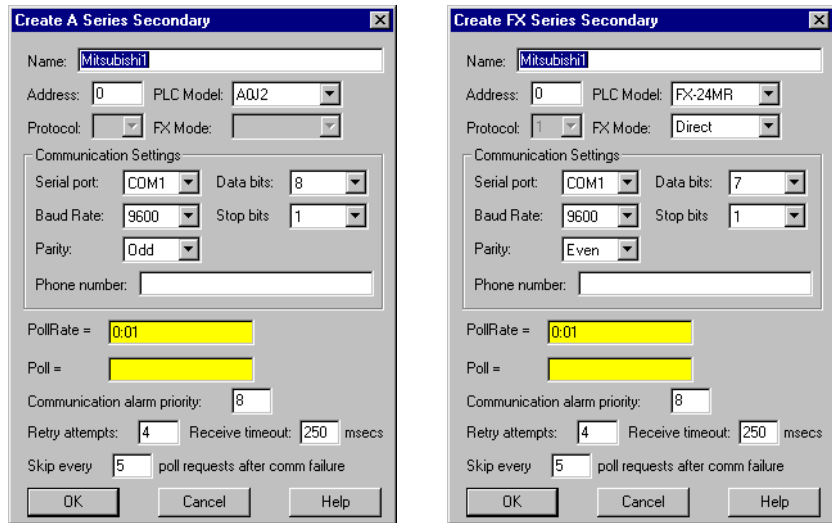 Create A Series Secondary
Name: Mitsubishi1
Address: 0 PLC Model: A0J2
Protocol: FX Mode:
Communication Settings
Serial port: COM1 Data bits: 8
Baud Rate: 9600 Stop bits 1
Parity: Odd
Phone number:
PollRate = 0:01
Poll =
Communication alarm priority: 8
Retry attempts: 4 Receive timeout: 250 msecs
Skip every 5 poll requests after comm failure
OK Cancel Help
Create FX Series Secondary
Name: Mitsubishi1
Address: 0 PLC Model: FX-24MR
Protocol: 1 FX Mode: Direct
Communication Settings
Serial port: COM1 Data bits: 7
Baud Rate: 9600 Stop bits 1
Parity: Even
Phone number:
PollRate = 0:01
Poll =
Communication alarm priority: 8
Retry attempts: 4 Receive timeout: 250 msecs
Skip every 5 poll requests after comm failure
OK Cancel Help